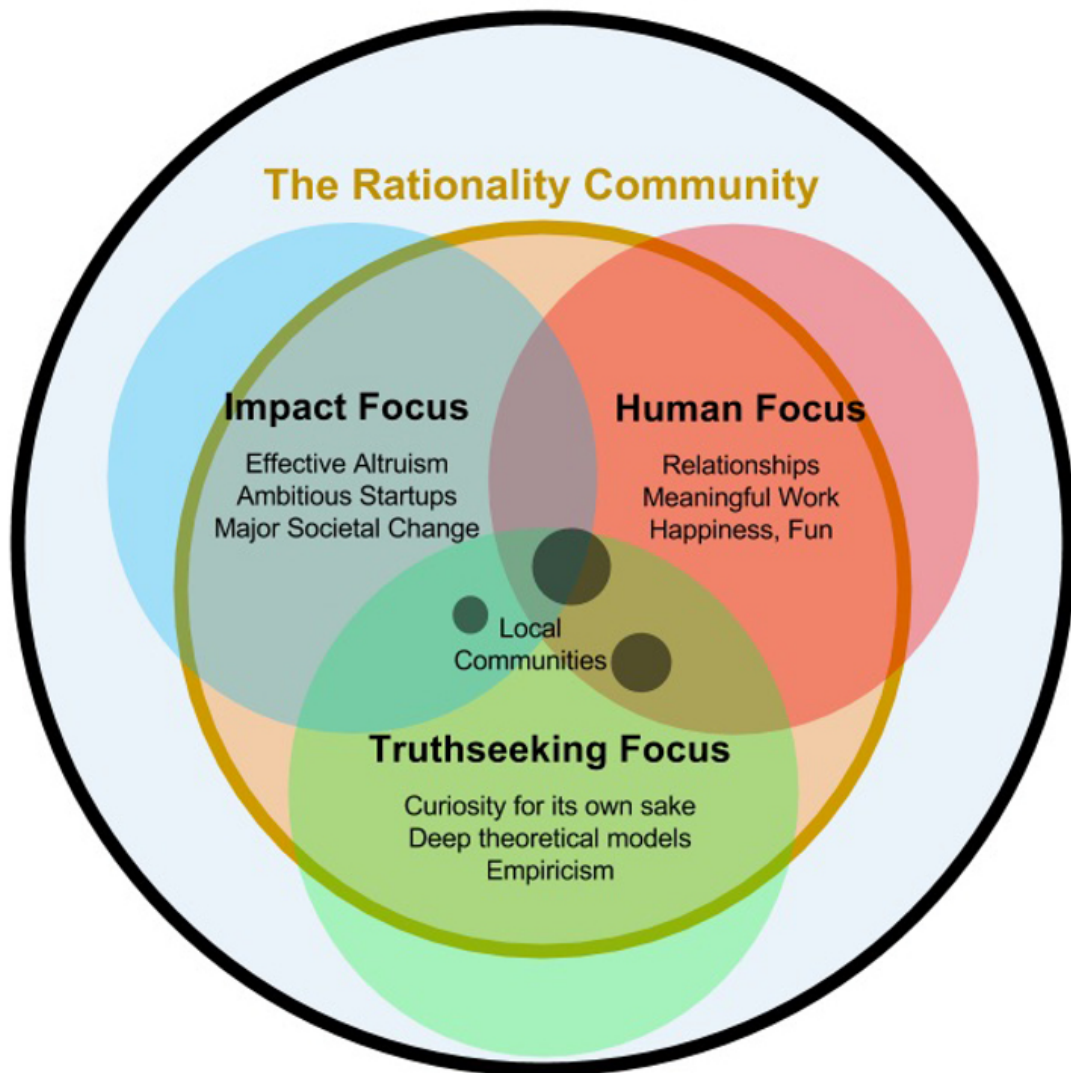 The Rationality Community
Impact Focus
Effective Altruism
Ambitious Startups
Major Societal Change
Human Focus
Relationships
Meaningful Work
Happiness, Fun
Local
Communities
Truthseeking Focus
Curiosity for its own sake
Deep theoretical models
Empiricism